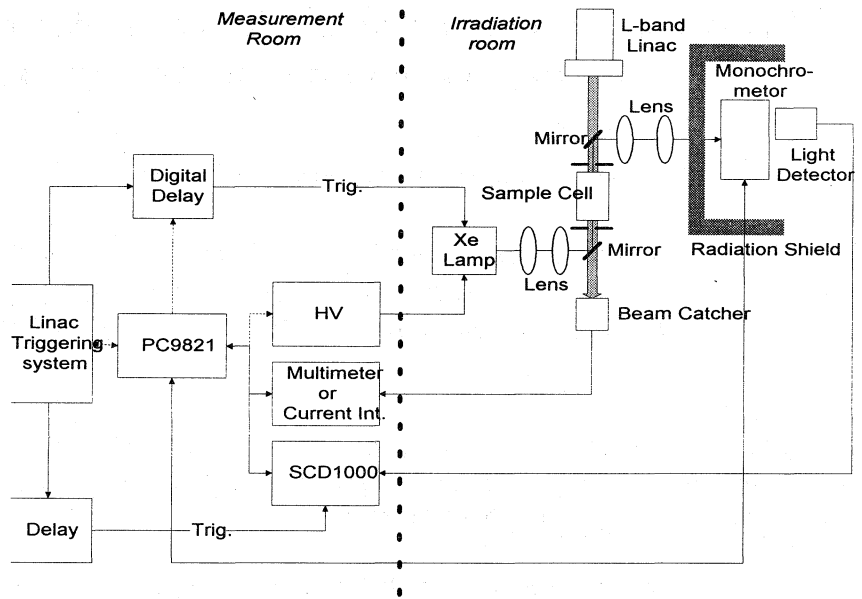 Measurement
Room
Irradiation
room
L-band
Linac
Monochro-
metor
Lens
Mirror
Light
Detector
Digital
Delay
Trig.
Sample Cell
Xe
Lamp
Mirror
Radiation Shield
Lens
Linac
Triggering
system
PC9821
HV
Beam Catcher
Multimeter
or
Current Int.
SCD1000
Delay
Trig.